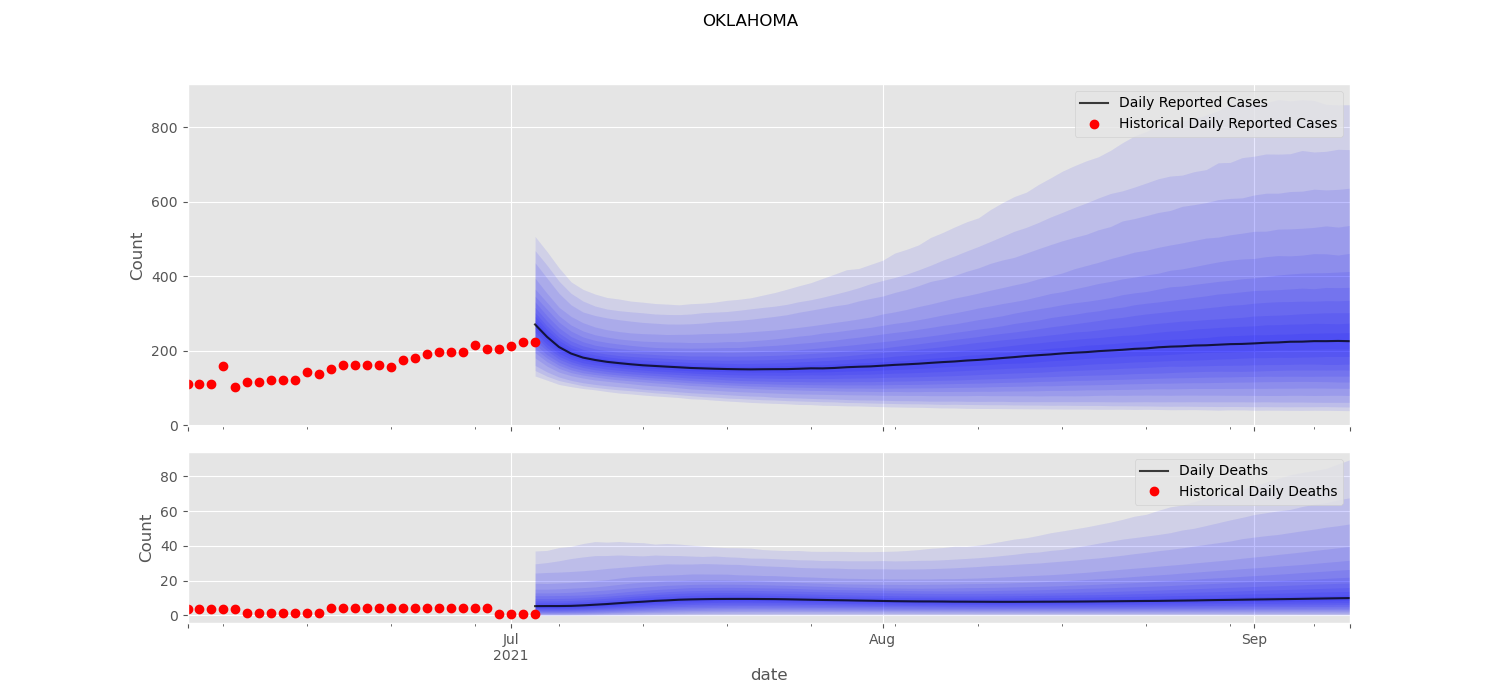 OKLAHOMA
Daily Reported Cases
Historical Daily Reported Cases
800
600
400
200
0
Count
Daily Deaths
Historical Daily Deaths
80
60
40
20
0
Count
Jul
2021
Aug
Sep
date